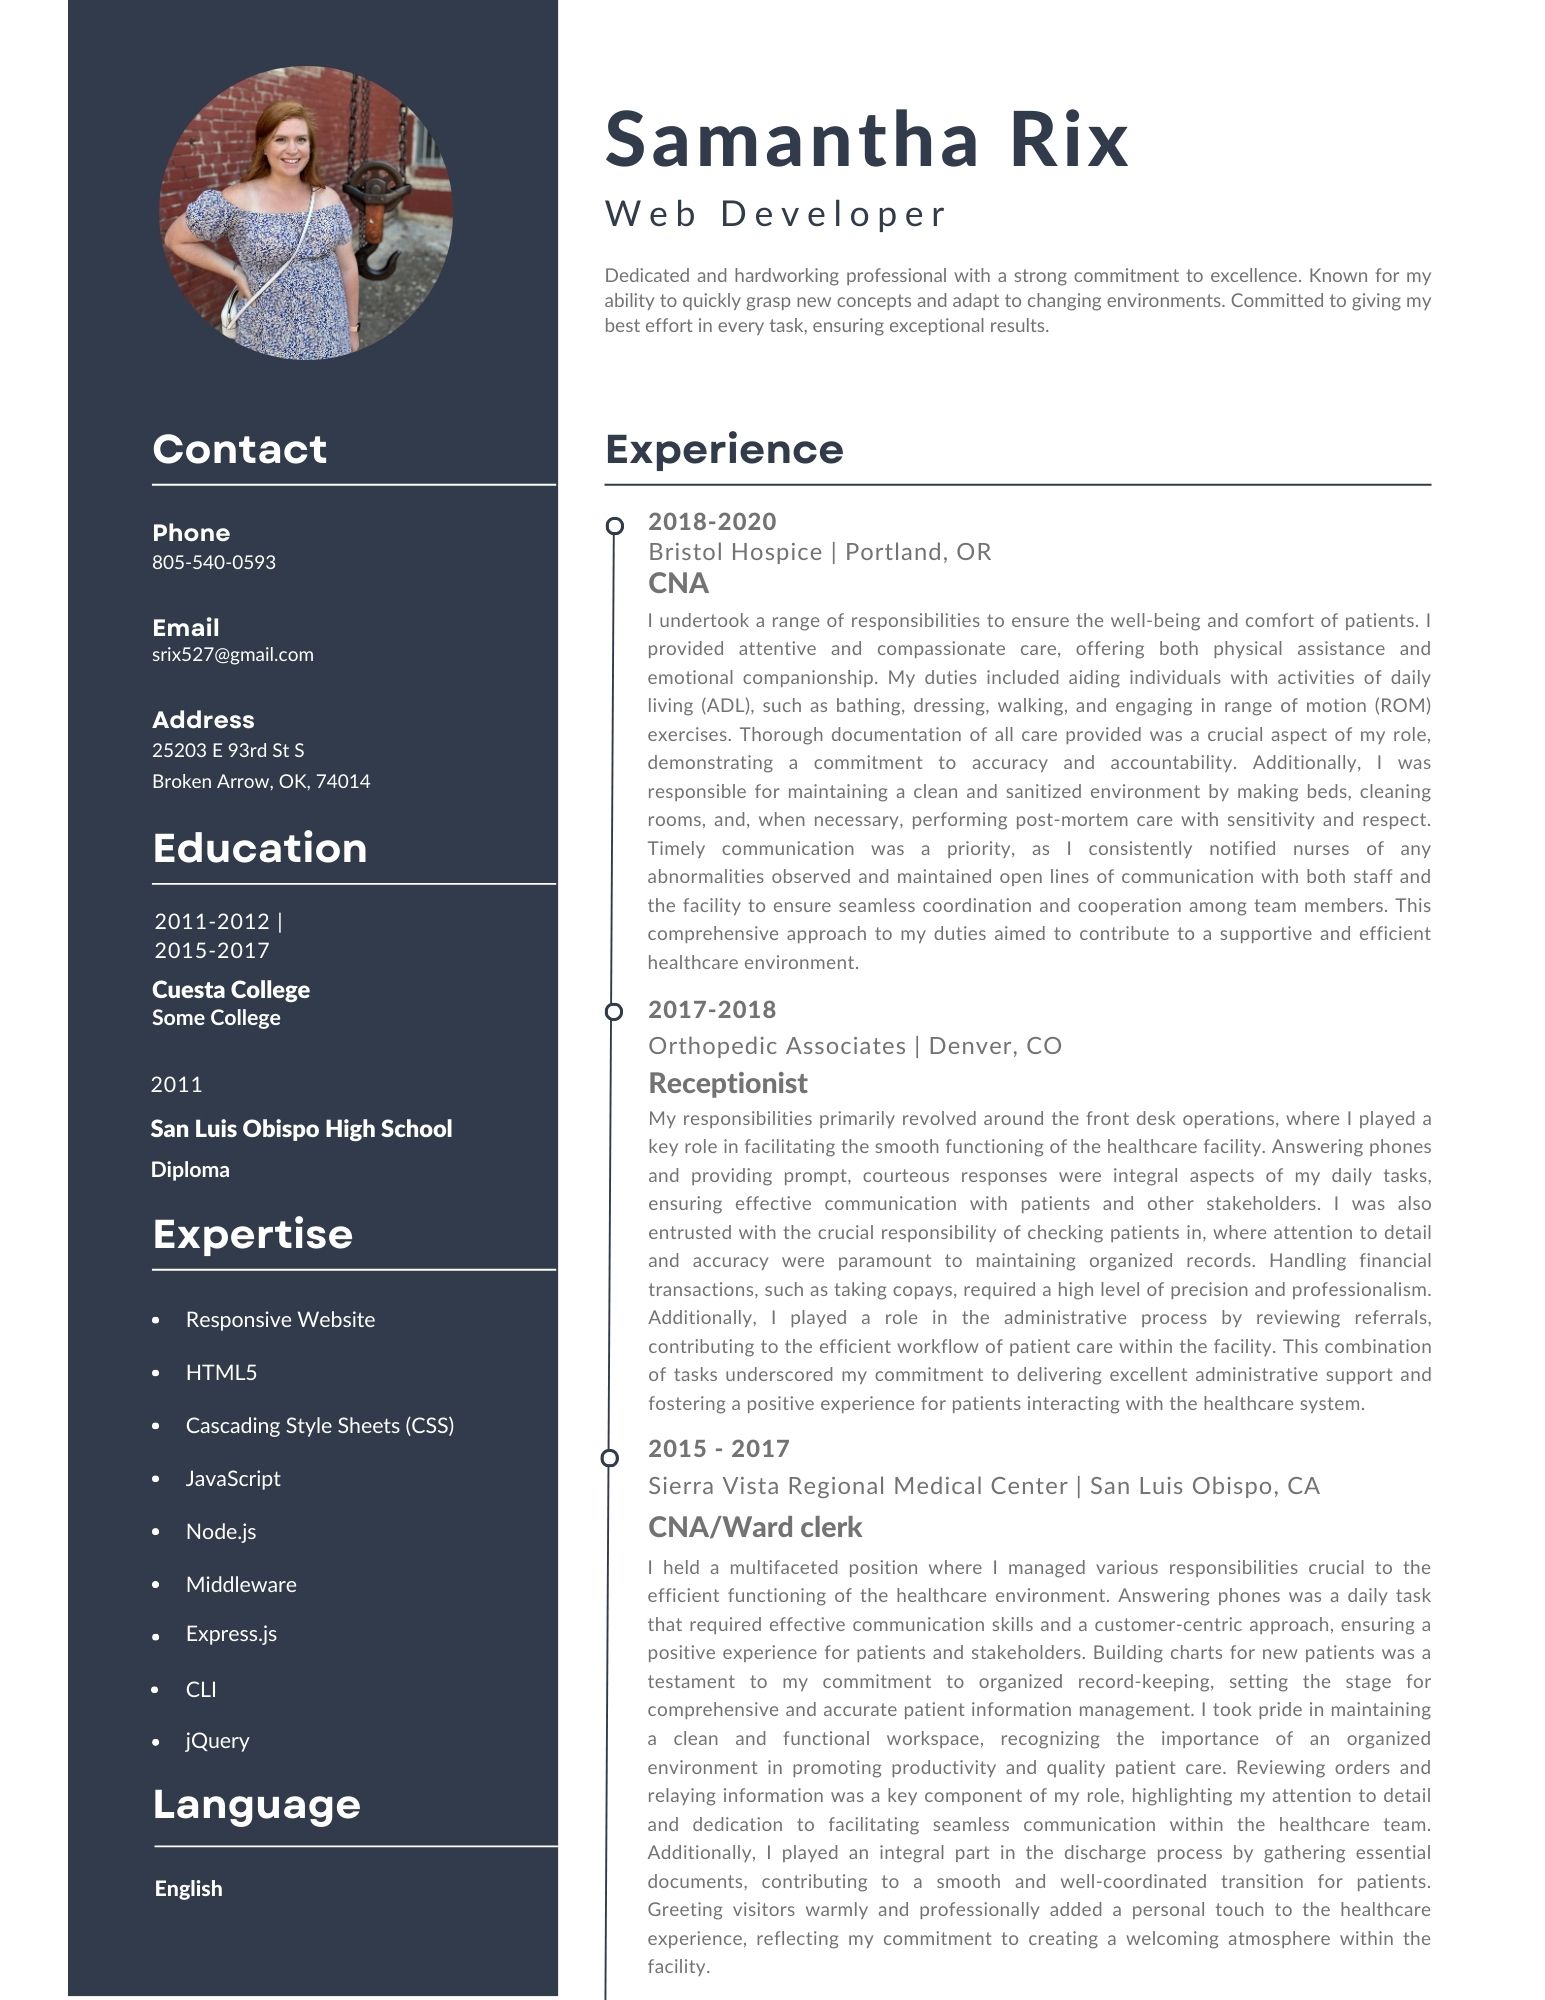 Samantha Rix
Web Developer
Dedicated and hardworking professional with a strong commitment to excellence. Known for my
ability to quickly grasp new concepts and adapt to changing environments. Committed to giving my
best effort in every task, ensuring exceptional results.
Contact
Phone
805-540-0593
Email
srix527@gmail.com
Address
25203 E 93rd St S
Broken Arrow, OK, 74014
Education
2011-2012 |
2015-2017
Cuesta College
Some College
2011
San Luis Obispo High School
Diploma
Expertise
• Responsive Website
• HTML5
• Cascading Style Sheets (CSS)
• JavaScript
• Node.js
• Middleware
• Express.js
• CLI
• jQuery
Language
English
Experience
2018-2020
Bristol Hospice | Portland, OR
CNA
I undertook a range of responsibilities to ensure the well-being and comfort of patients. I
provided attentive and compassionate care, offering both physical assistance and
emotional companionship. My duties included aiding individuals with activities of daily
living (ADL), such as bathing, dressing, walking, and engaging in range of motion (ROM)
exercises. Thorough documentation of all care provided was a crucial aspect of my role,
demonstrating a commitment to accuracy and accountability. Additionally, I was
responsible for maintaining a clean and sanitized environment by making beds, cleaning
rooms, and, when necessary, performing post-mortem care with sensitivity and respect.
Timely communication was a priority, as I consistently notified nurses of any
abnormalities observed and maintained open lines of communication with both staff and
the facility to ensure seamless coordination and cooperation among team members. This
comprehensive approach to my duties aimed to contribute to a supportive and efficient
healthcare environment.
2017-2018
Orthopedic Associates | Denver, CO
Receptionist
My responsibilities primarily revolved around the front desk operations, where I played a
key role in facilitating the smooth functioning of the healthcare facility. Answering phones
and providing prompt, courteous responses were integral aspects of my daily tasks,
ensuring effective communication with patients and other stakeholders. I was also
entrusted with the crucial responsibility of checking patients in, where attention to detail
and accuracy were paramount to maintaining organized records. Handling financial
transactions, such as taking copays, required a high level of precision and professionalism.
Additionally, I played a role in the administrative process by reviewing referrals,
contributing to the efficient workflow of patient care within the facility. This combination
of tasks underscored my commitment to delivering excellent administrative support and
fostering a positive experience for patients interacting with the healthcare system.
2015 - 2017
Sierra Vista Regional Medical Center | San Luis Obispo, CA
CNA/Ward clerk
I held a multifaceted position where I managed various responsibilities crucial to the
efficient functioning of the healthcare environment. Answering phones was a daily task
that required effective communication skills and a customer-centric approach, ensuring a
positive experience for patients and stakeholders. Building charts for new patients was a
testament to my commitment to organized record-keeping, setting the stage for
comprehensive and accurate patient information management. I took pride in maintaining
a clean and functional workspace, recognizing the importance of an organized
environment in promoting productivity and quality patient care. Reviewing orders and
relaying information was a key component of my role, highlighting my attention to detail
and dedication to facilitating seamless communication within the healthcare team.
Additionally, I played an integral part in the discharge process by gathering essential
documents, contributing to a smooth and well-coordinated transition for patients.
Greeting visitors warmly and professionally added a personal touch to the healthcare
experience, reflecting my commitment to creating a welcoming atmosphere within the
facility.